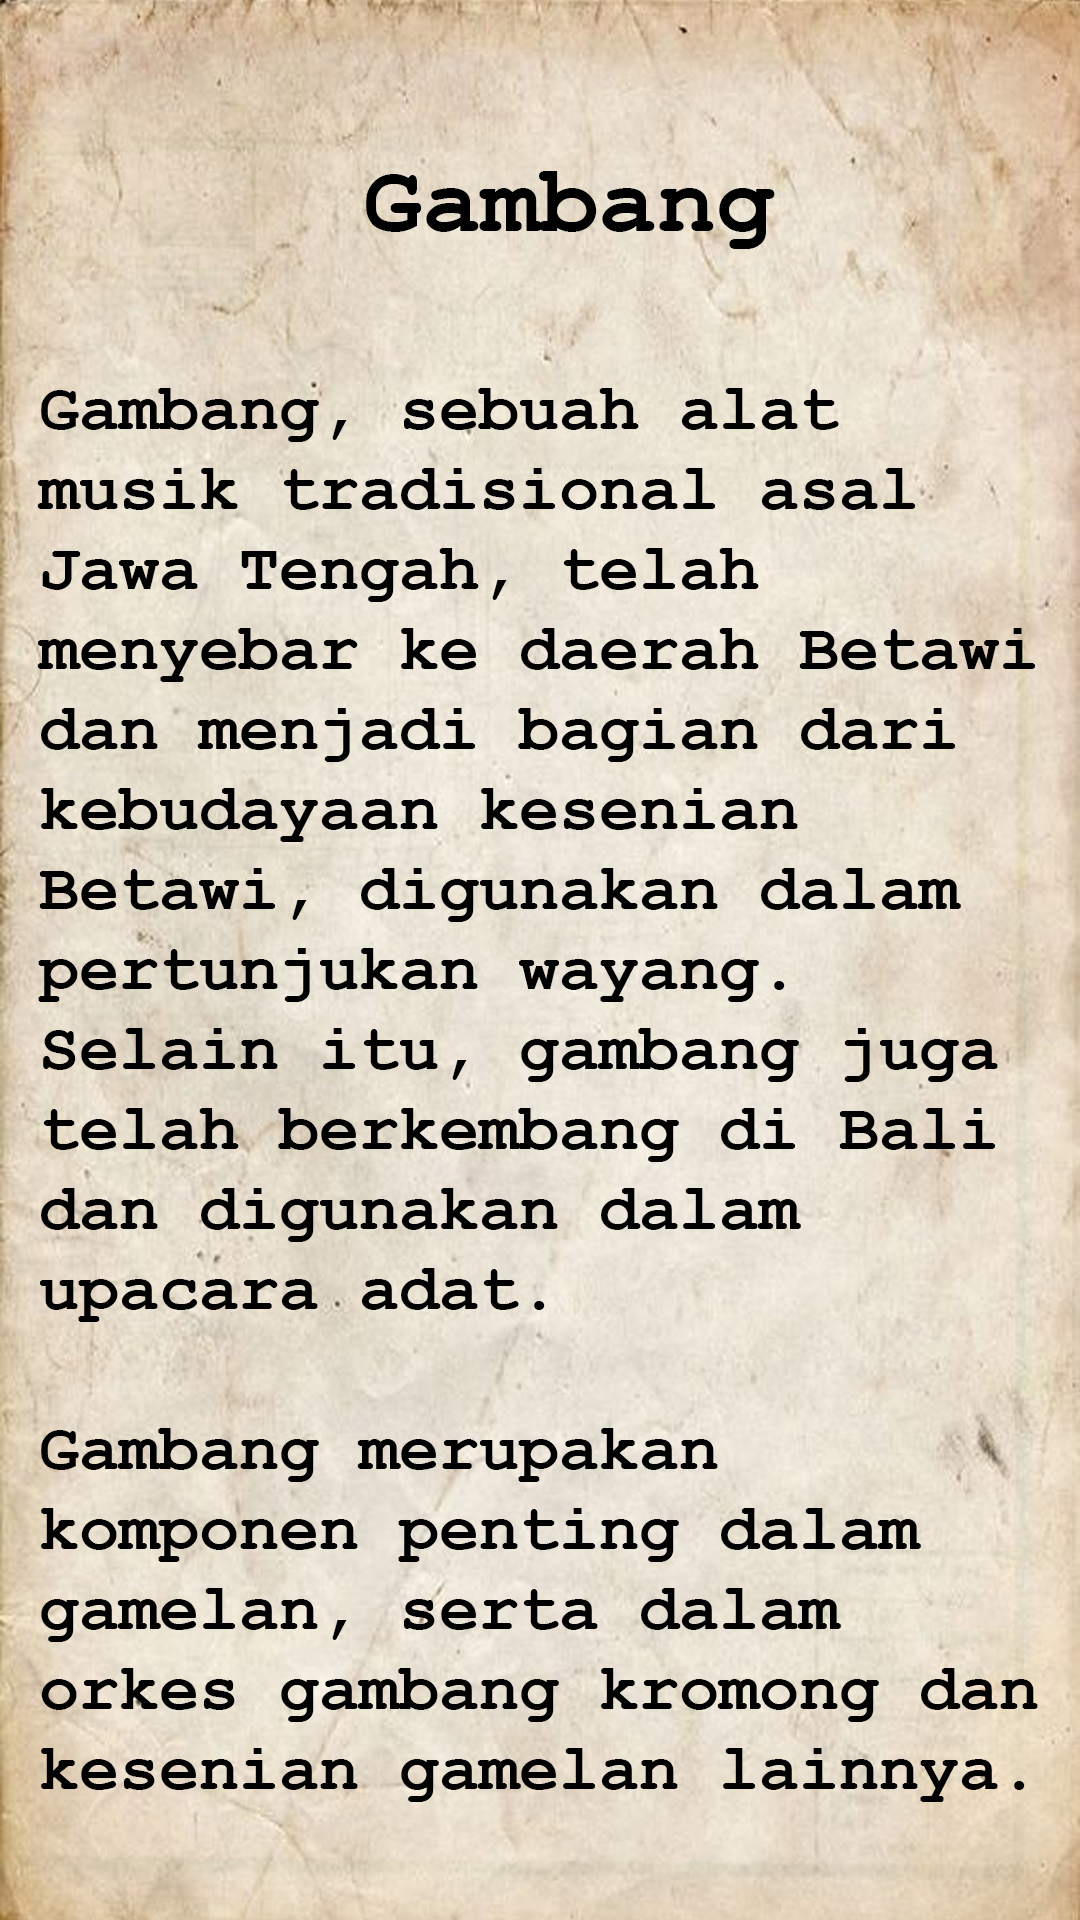 Gambang
Gambang, sebuah alat
musik tradisional asal
Jawa Tengah, telah
menyebar ke daerah Betawi
dan menjadi bagian dari
kebudayaan kesenian
Betawi, digunakan dalam
pertunjukan wayang.
Selain itu, gambang juga
telah berkembang di Bali
dan digunakan dalam
upacara adat.
Gambang merupakan
komponen penting dalam
gamelan, serta dalam
orkes gambang kromong dan
kesenian gamelan lainnya.